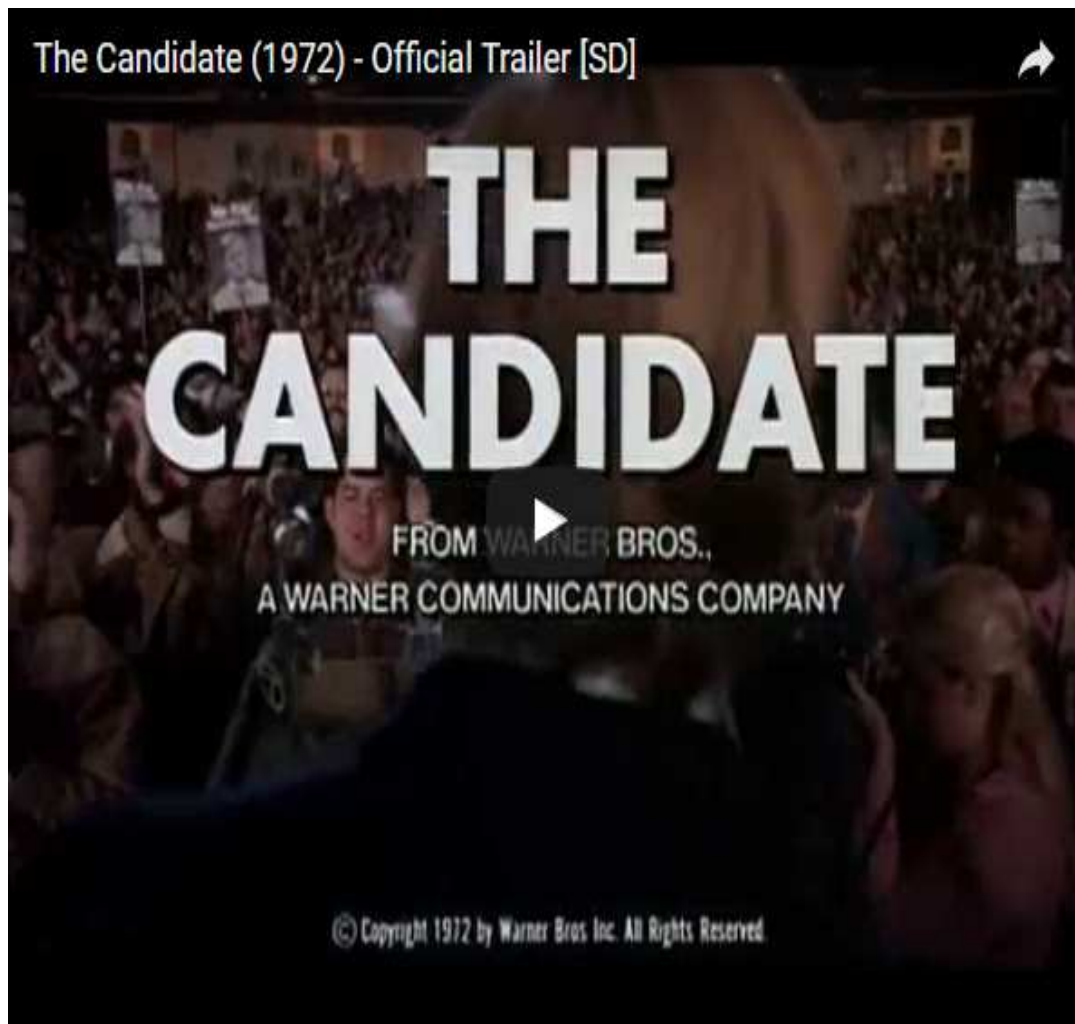 The Candidate (1972) - Official Trailer [SD]
THE
CANDIDATE
FROM WARNER BROS.,
A WARNER COMMUNICATIONS COMPANY
© Copyright 1972 by Warner Bros Inc. All Rights Reserved.